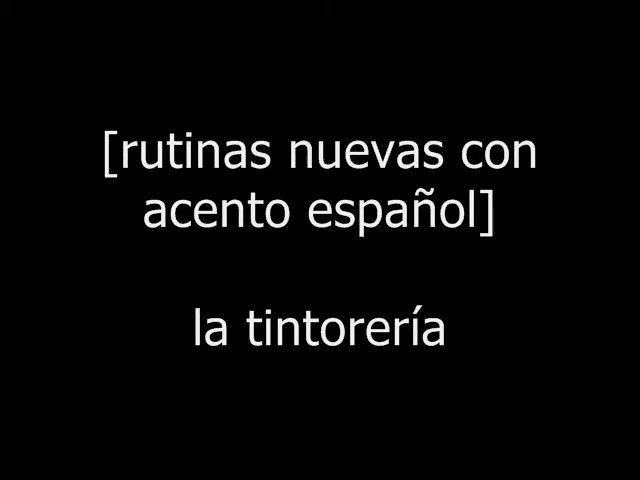 [rutinas nuevas con
acento español]
la tintorería